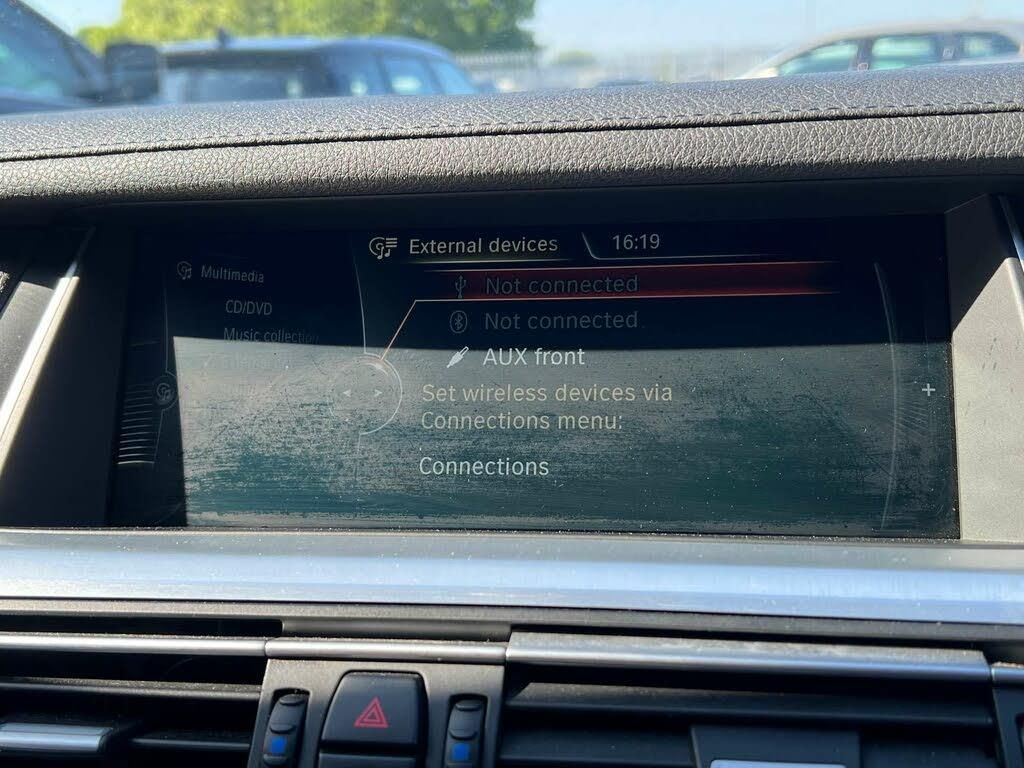 External devices
16:19
Multimedia
CD/DVD
Music collection
Not connected
Not connected
AUX front
Set wireless devices via
Connections menu:
Connections